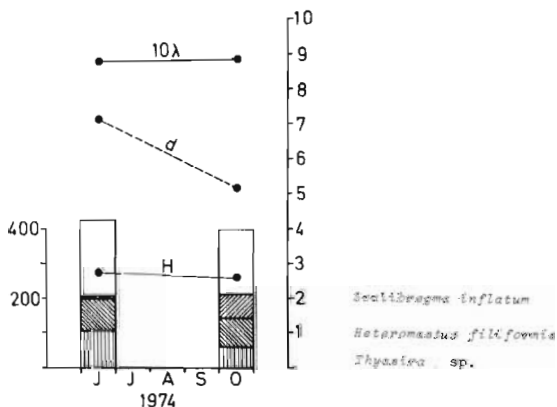 10
9
10λ
8
7
d
6
5
400
4
3
H
200
2
Scalibregma inflatum
1
Heteromastus filiformis
Thyasira sp.
J J A S O
1974